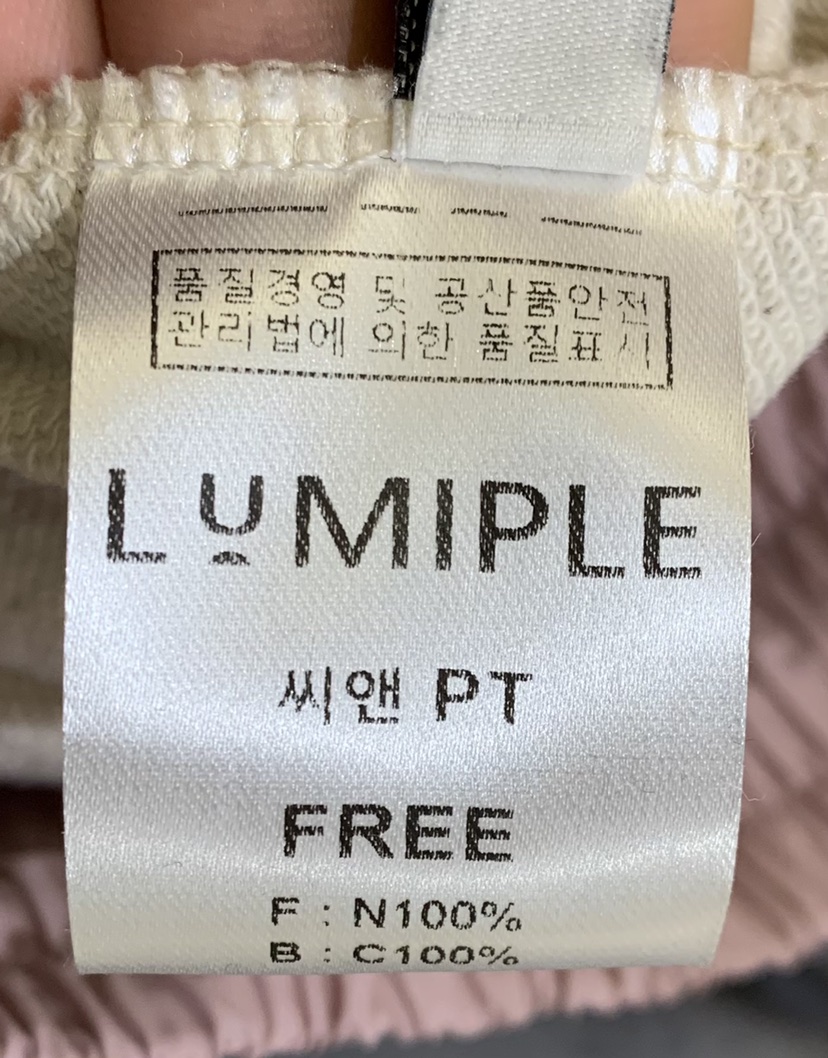 품질경영 및 공산품안전
관리법에 의한 품질표시
LUMIPLE
씨앤 PT
FREE
F : N100%
B : C100%